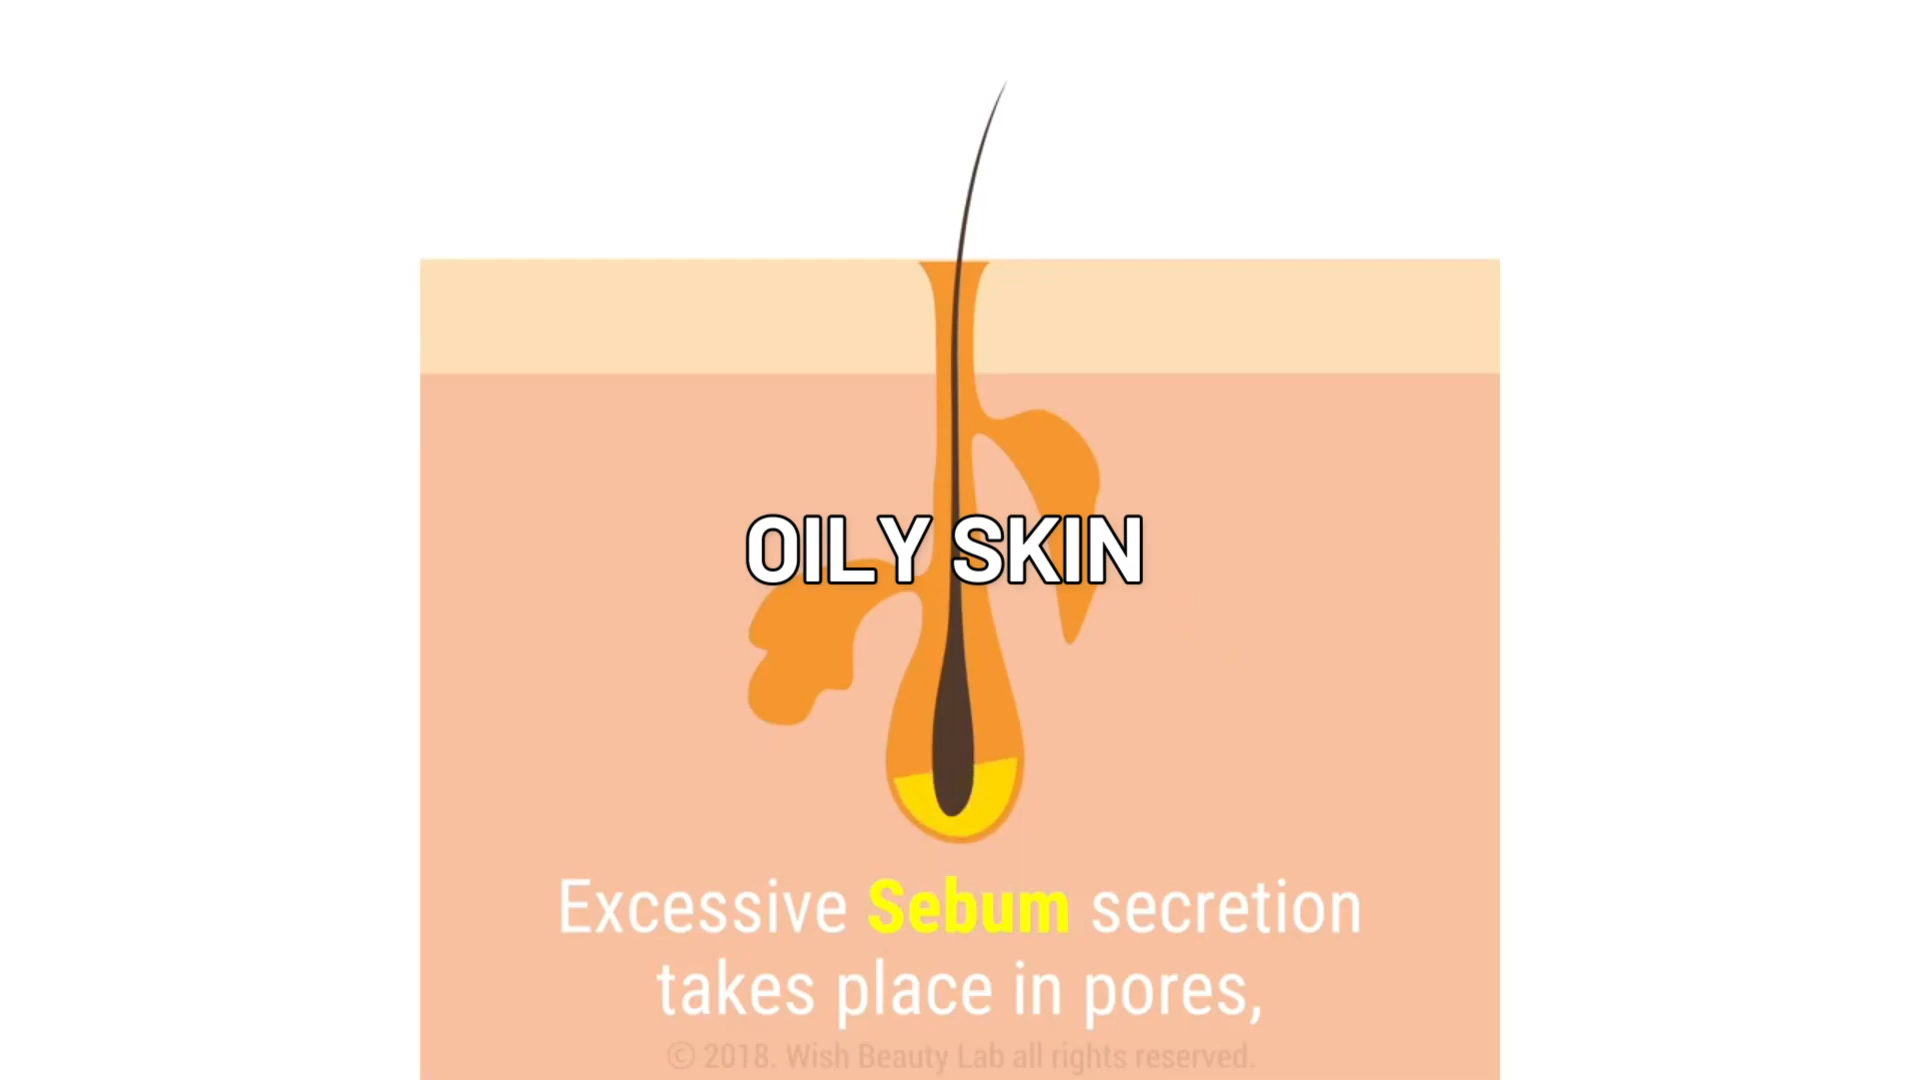 OILY SKIN
Excessive Sebum secretion
takes place in pores,
© 2018. Wish Beauty Lab all rights reserved.